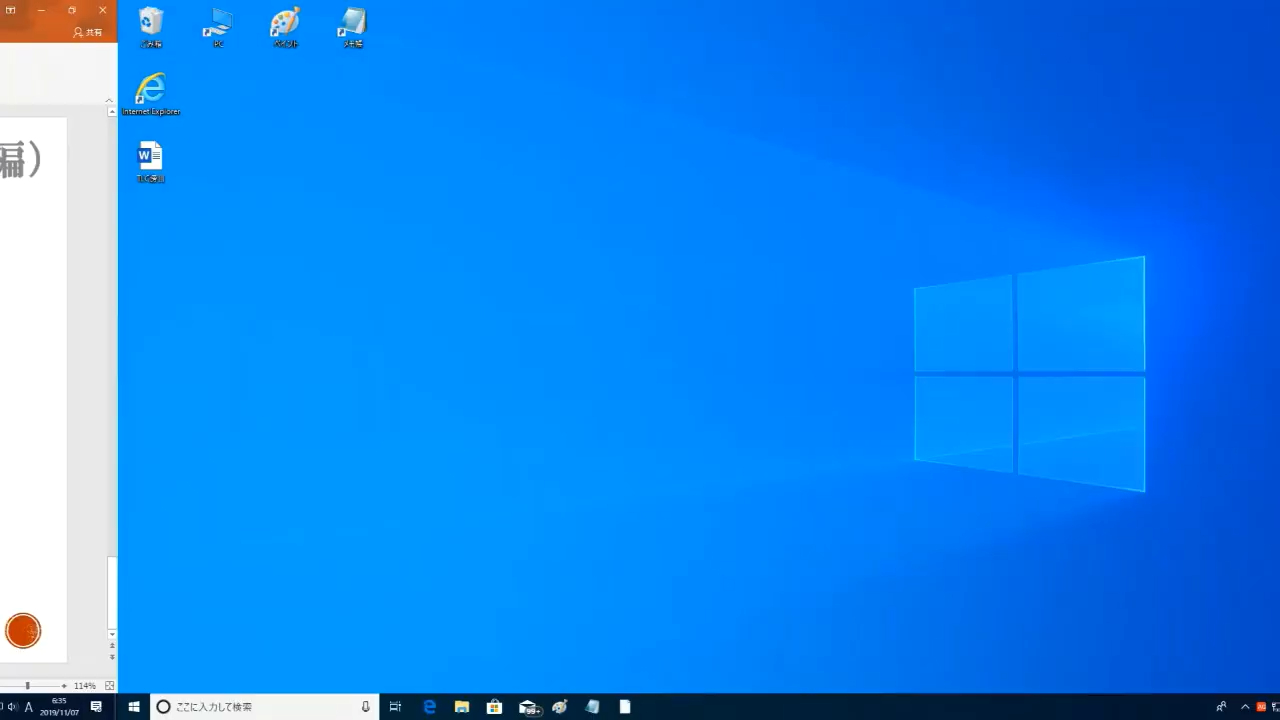 共有
ごみ箱
PC
ペイント
メモ帳
Internet Explorer
編）
114%
A
6:35
2019/11/07
ここに入力して検索
99+